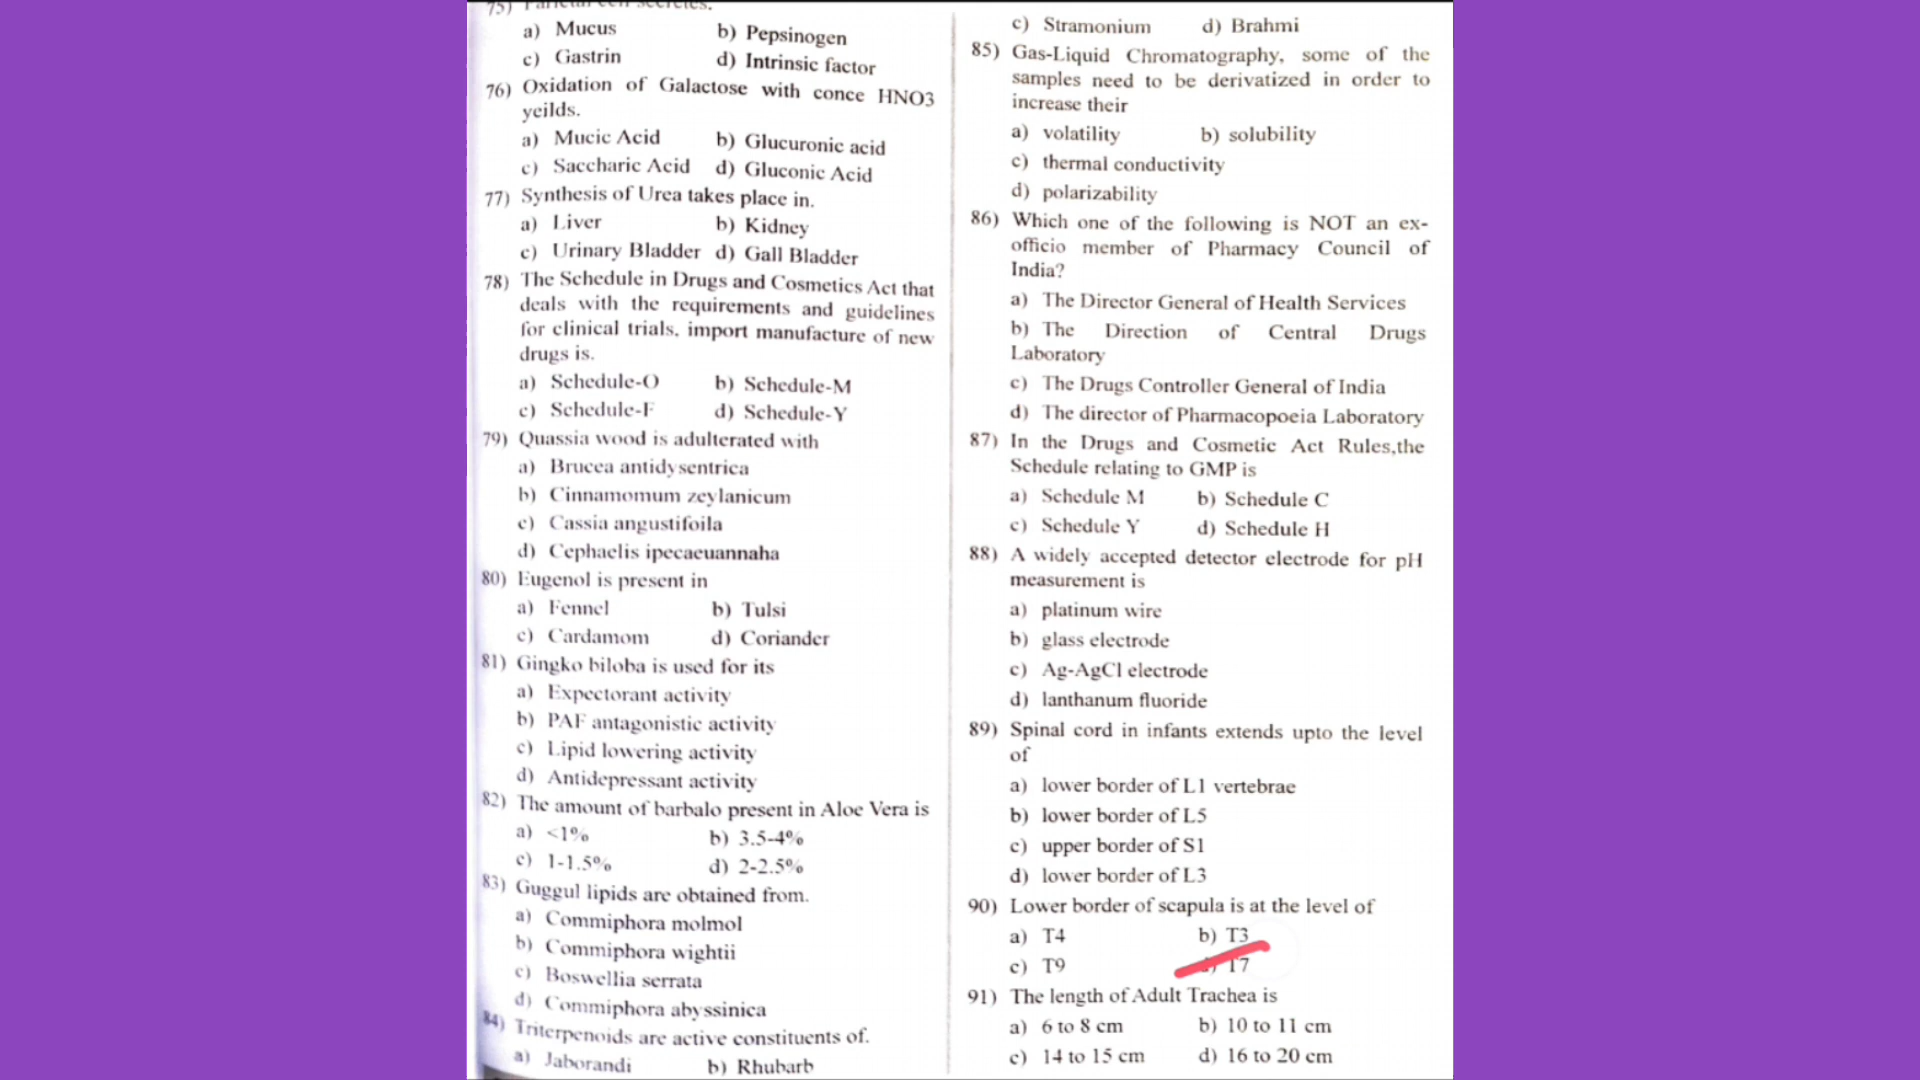 75) Parietal cell secretes.
a) Mucus b) Pepsinogen
c) Gastrin d) Intrinsic factor
76) Oxidation of Galactose with conce HNO3
yeilds.
a) Mucic Acid b) Glucuronic acid
c) Saccharic Acid d) Gluconic Acid
77) Synthesis of Urea takes place in.
a) Liver b) Kidney
c) Urinary Bladder d) Gall Bladder
78) The Schedule in Drugs and Cosmetics Act that
deals with the requirements and guidelines
for clinical trials, import manufacture of new
drugs is.
a) Schedule-O b) Schedule-M
c) Schedule-F d) Schedule-Y
79) Quassia wood is adulterated with
a) Brucea antidysentrica
b) Cinnamomum zeylanicum
c) Cassia angustifoila
d) Cephaelis ipecacuannaha
80) Eugenol is present in
a) Fennel b) Tulsi
c) Cardamom d) Coriander
81) Gingko biloba is used for its
a) Expectorant activity
b) PAF antagonistic activity
c) Lipid lowering activity
d) Antidepressant activity
82) The amount of barbalo present in Aloe Vera is
a) <1% b) 3.5-4%
c) 1-1.5% d) 2-2.5%
83) Guggul lipids are obtained from.
a) Commiphora molmol
b) Commiphora wightii
c) Boswellia serrata
d) Commiphora abyssinica
84) Triterpenoids are active constituents of.
a) Jaborandi b) Rhubarb
c) Stramonium d) Brahmi
85) Gas-Liquid Chromatography, some of the
samples need to be derivatized in order to
increase their
a) volatility b) solubility
c) thermal conductivity
d) polarizability
86) Which one of the following is NOT an ex-
officio member of Pharmacy Council of
India?
a) The Director General of Health Services
b) The Direction of Central Drugs
Laboratory
c) The Drugs Controller General of India
d) The director of Pharmacopoeia Laboratory
87) In the Drugs and Cosmetic Act Rules,the
Schedule relating to GMP is
a) Schedule M b) Schedule C
c) Schedule Y d) Schedule H
88) A widely accepted detector electrode for pH
measurement is
a) platinum wire
b) glass electrode
c) Ag-AgCl electrode
d) lanthanum fluoride
89) Spinal cord in infants extends upto the level
of
a) lower border of L1 vertebrae
b) lower border of L5
c) upper border of S1
d) lower border of L3
90) Lower border of scapula is at the level of
a) T4 b) T3
c) T9 d) T7
91) The length of Adult Trachea is
a) 6 to 8 cm b) 10 to 11 cm
c) 14 to 15 cm d) 16 to 20 cm